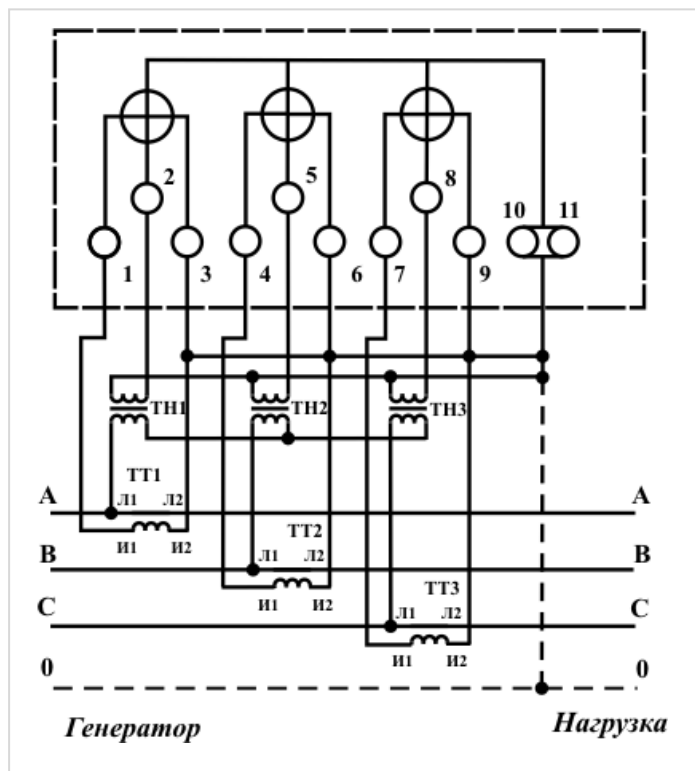 2 5 8
10 11
1 3 4 6 7 9
ТН1 ТН2 ТН3
ТТ1
A Л1 Л2 A
И1 И2
ТТ2
B Л1 Л2 B
И1 И2
ТТ3
C Л1 Л2 C
И1 И2
0 0
Генератор Нагрузка